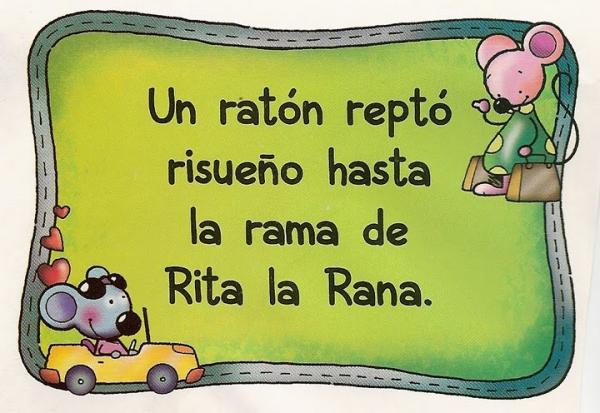 Un ratón reptó
risueño hasta
la rama de
Rita la Rana.